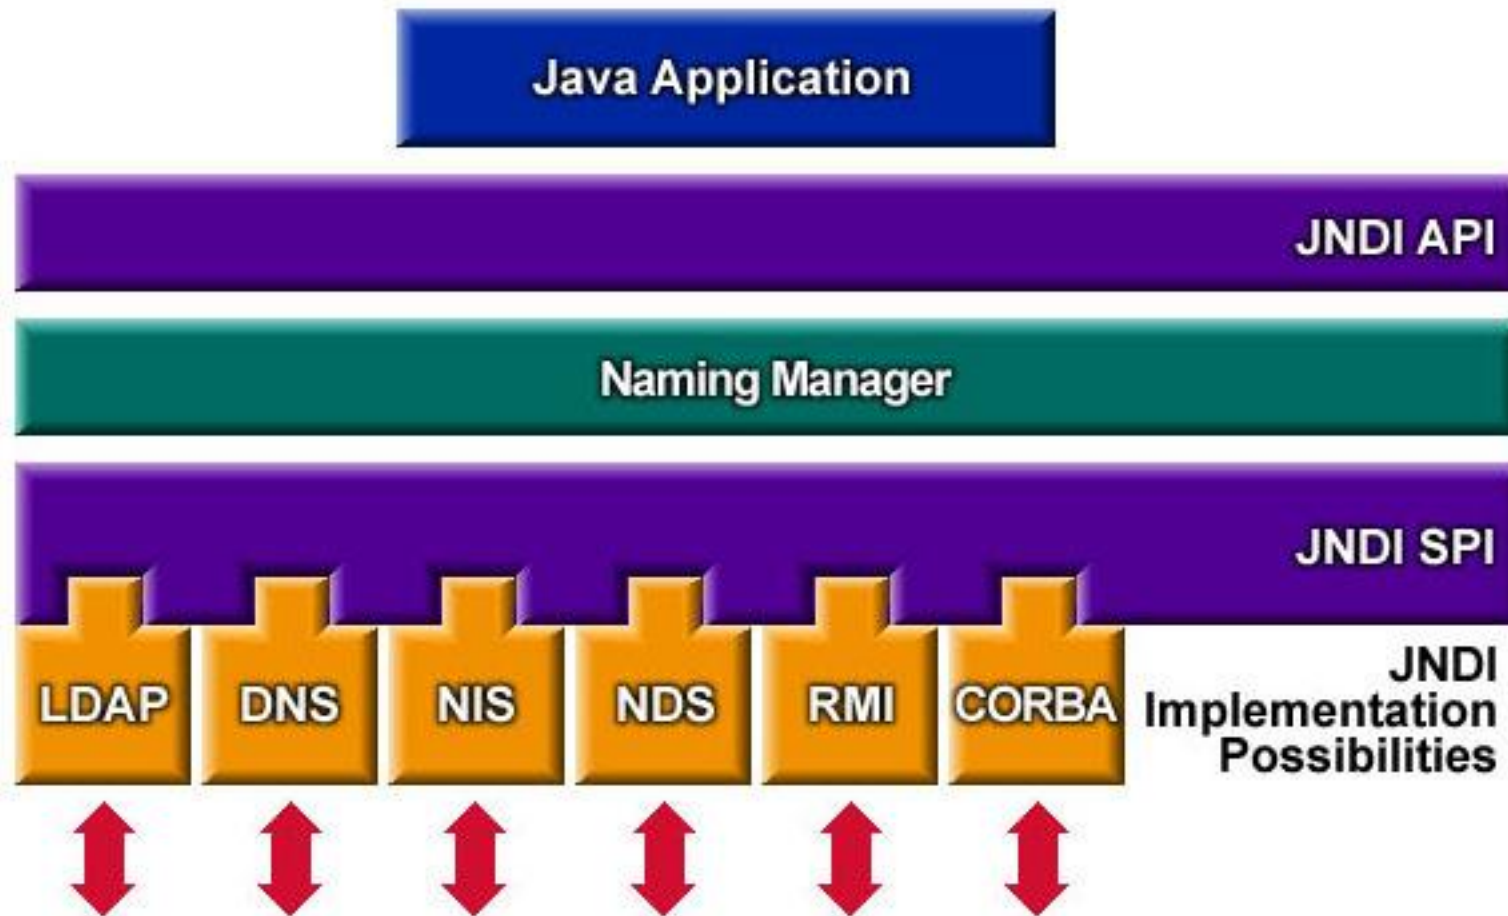 Java Application
JNDI API
Naming Manager
JNDI SPI
LDAP
DNS
NIS
NDS
RMI
CORBA
JNDI
Implementation
Possibilities